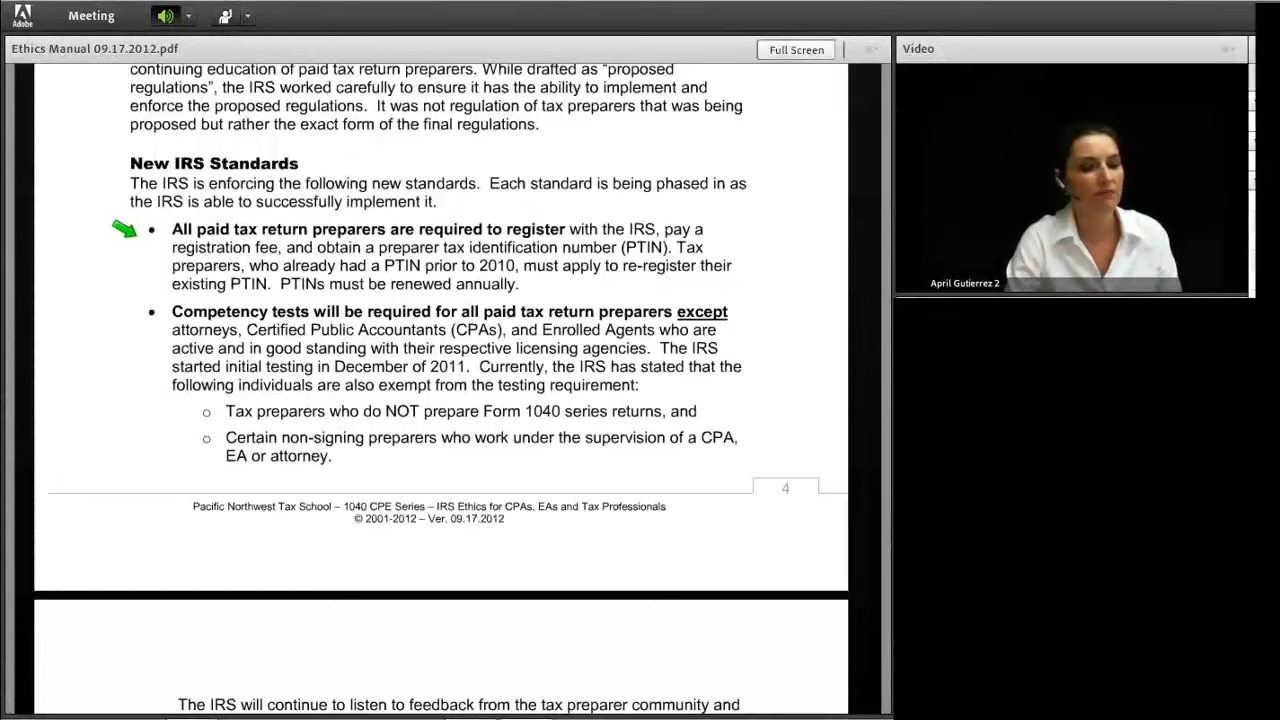 Adobe
Meeting
Ethics Manual 09.17.2012.pdf
Full Screen
Video
continuing education of paid tax return preparers. While drafted as “proposed
regulations”, the IRS worked carefully to ensure it has the ability to implement and
enforce the proposed regulations.  It was not regulation of tax preparers that was being
proposed but rather the exact form of the final regulations.
New IRS Standards
The IRS is enforcing the following new standards.  Each standard is being phased in as
the IRS is able to successfully implement it.
• All paid tax return preparers are required to register with the IRS, pay a
registration fee, and obtain a preparer tax identification number (PTIN). Tax
preparers, who already had a PTIN prior to 2010, must apply to re-register their
existing PTIN.  PTINs must be renewed annually.
• Competency tests will be required for all paid tax return preparers except
attorneys, Certified Public Accountants (CPAs), and Enrolled Agents who are
active and in good standing with their respective licensing agencies.  The IRS
started initial testing in December of 2011.  Currently, the IRS has stated that the
following individuals are also exempt from the testing requirement:
o Tax preparers who do NOT prepare Form 1040 series returns, and
o Certain non-signing preparers who work under the supervision of a CPA,
EA or attorney.
4
Pacific Northwest Tax School – 1040 CPE Series – IRS Ethics for CPAs, EAs and Tax Professionals
© 2001-2012 – Ver. 09.17.2012
The IRS will continue to listen to feedback from the tax preparer community and
April Gutierrez 2